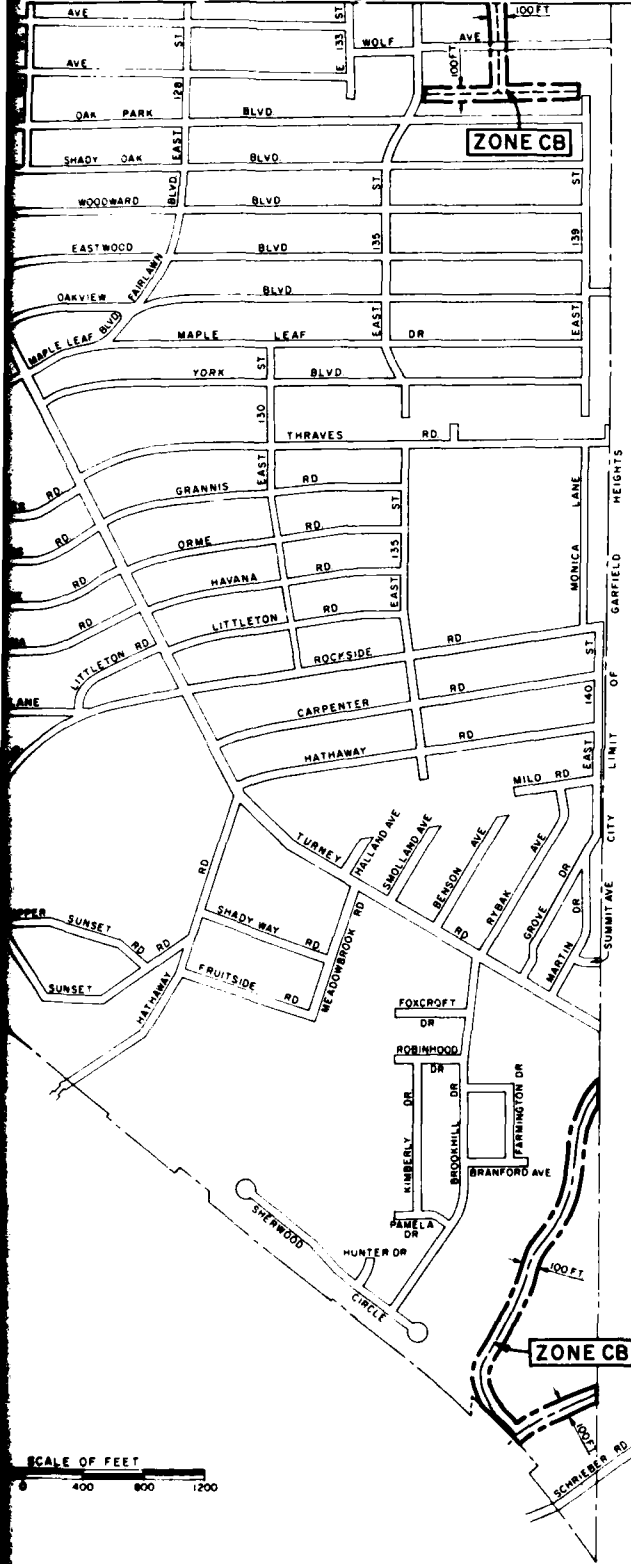 AVE
ST
100 FT
E 133
WOLF AVE
AVE
ST
100 FT
128
OAK PARK BLVD
ZONE CB
SHADY OAK BLVD.
EAST
ST
ST
WOODWARD BLVD
BLVD.
EASTWOOD BLVD
135
139
FAIRLAWN
OAKVIEW BLVD
EAST
EAST
MAPLE LEAF BLVD
MAPLE LEAF DR
YORK BLVD.
ST
130
THRAVES RD.
EAST
RD
GRANNIS RD
ST
LANE
MONICA
HEIGHTS
RD
ORME RD.
135
GARFIELD
RD
HAVANA RD
EAST
RD
LITTLETON RD
LITTLETON RD
ROCKSIDE RD
ST
OF
LANE
CARPENTER RD
140
LIMIT
HATHAWAY RD
EAST
MILO RD
CITY
TURNEY RD
HALLAND AVE
SMOLLAND AVE
BENSON AVE
RYBAK AVE
GROVE DR
MARTIN DR
SUMMIT AVE
RD
UPPER SUNSET RD
SHADY WAY RD
MEADOWBROOK RD
SUNSET RD
FRUITSIDE RD
HATHAWAY
FOXCROFT DR
ROBINHOOD DR
KIMBERLY DR
BROOKHILL DR
FARMINGTON DR
BRANFORD AVE
PAMELA DR
SHERWOOD CIRCLE
HUNTER DR
100 FT
ZONE CB
100 FT
SCHRIEBER RD
SCALE OF FEET
0 400 800 1200